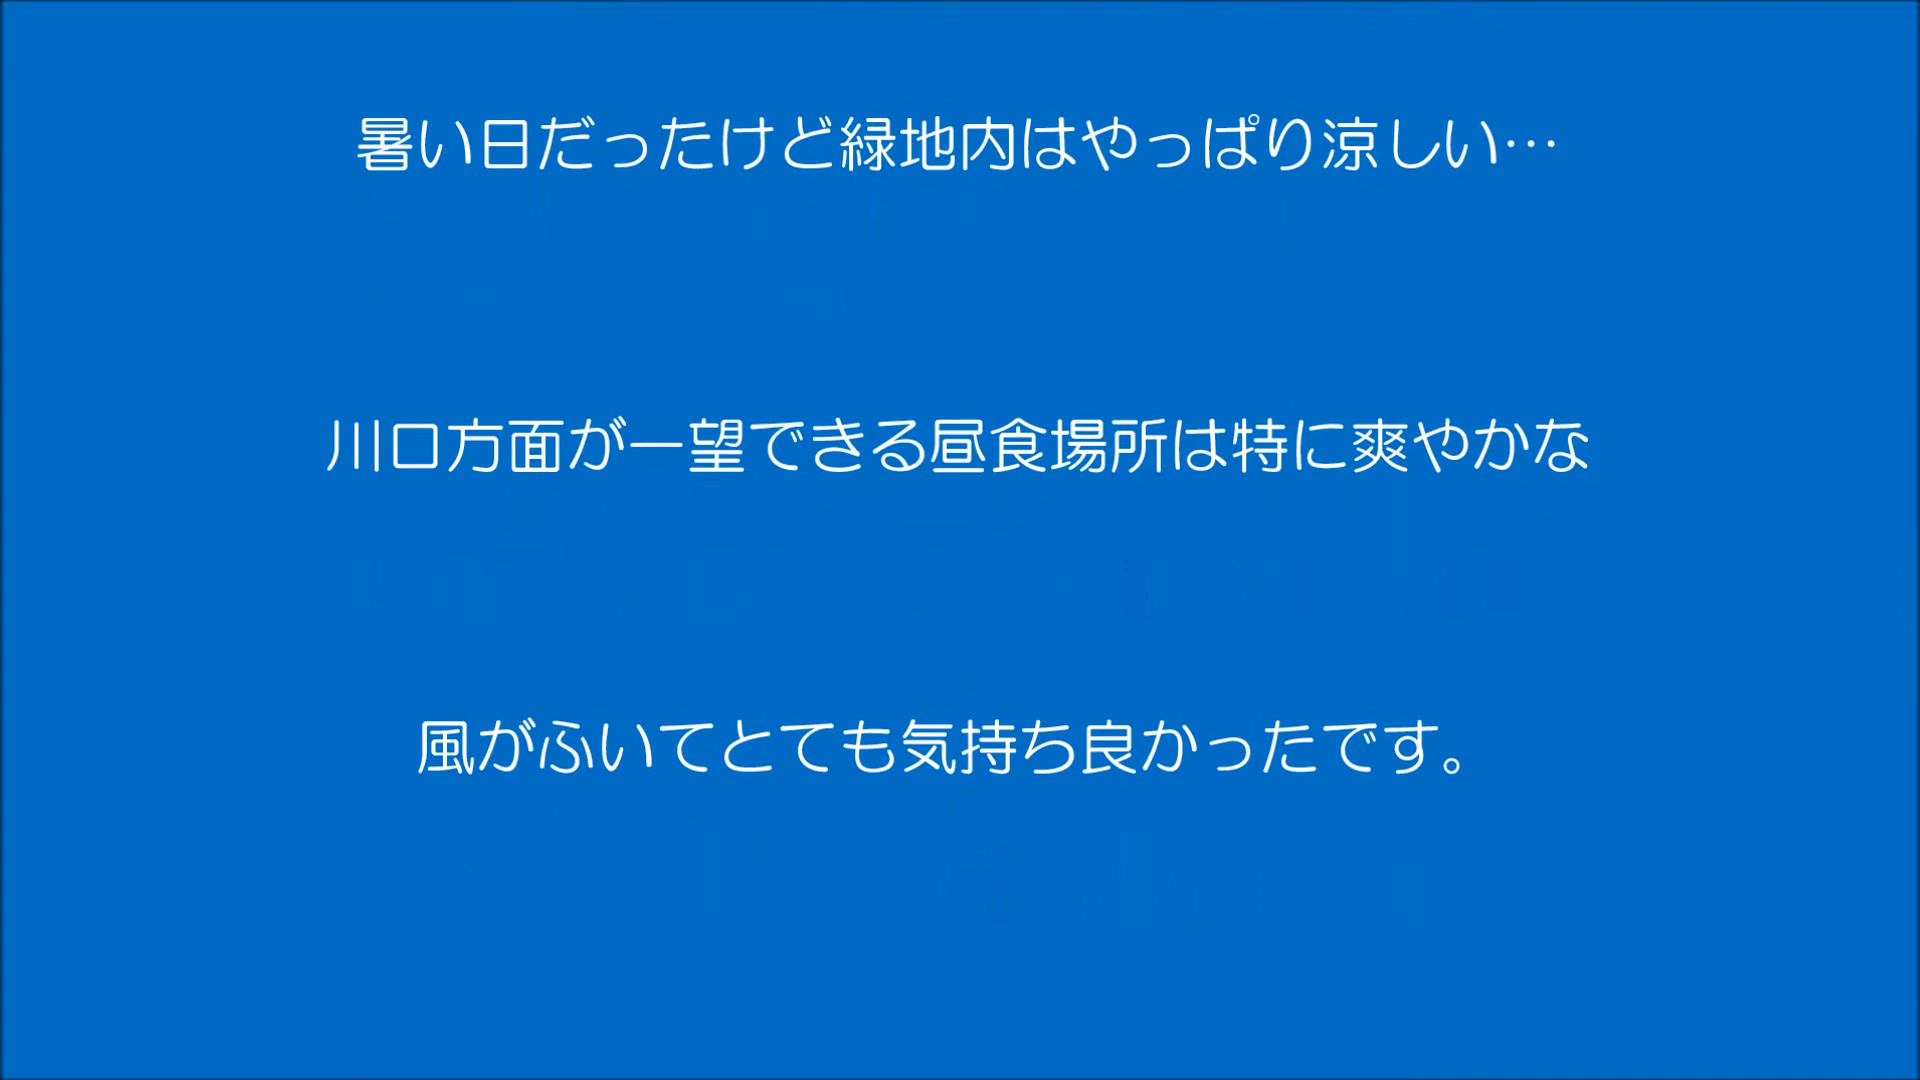 暑い日だったけど緑地内はやっぱり涼しい…
川口方面が一望できる昼食場所は特に爽やかな
風がふいてとても気持ち良かったです。